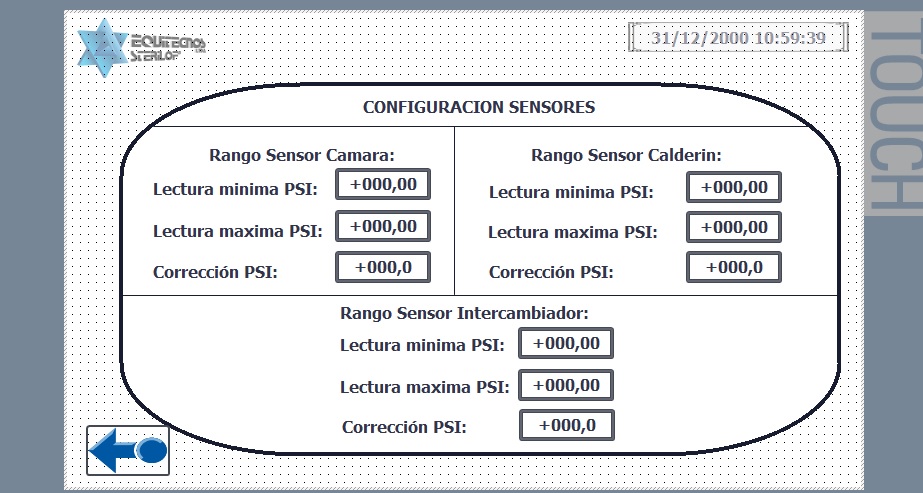 EQUITECNOS
LTDA
STERILOF
31/12/2000 10:59:39
TOUCH
CONFIGURACION SENSORES
Rango Sensor Camara:
Lectura minima PSI: +000,00
Lectura maxima PSI: +000,00
Corrección PSI: +000,0
Rango Sensor Calderin:
Lectura minima PSI: +000,00
Lectura maxima PSI: +000,00
Corrección PSI: +000,0
Rango Sensor Intercambiador:
Lectura minima PSI: +000,00
Lectura maxima PSI: +000,00
Corrección PSI: +000,0